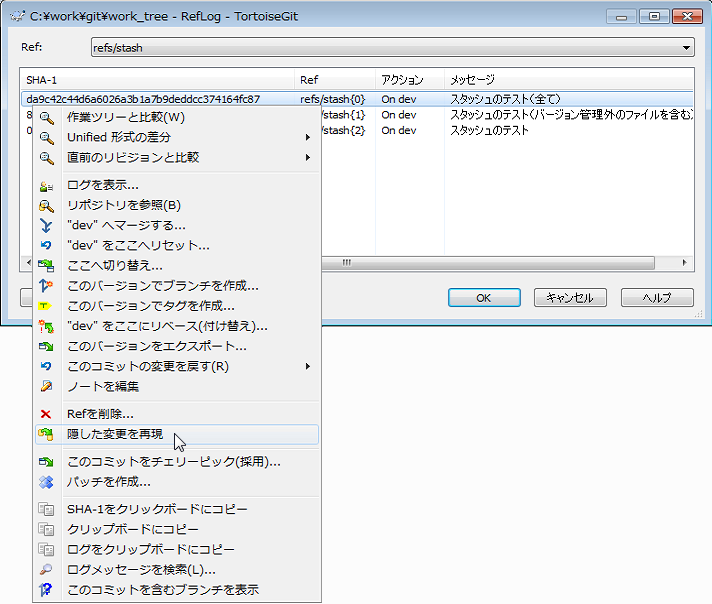 C:¥work¥git¥work_tree - RefLog - TortoiseGit
Ref:
refs/stash
SHA-1 Ref アクション メッセージ
da9c42c44d6a6026a3b1a7b9deddcc374164fc87 refs/stash{0} On dev スタッシュのテスト(全て)
8 s/stash{1} On dev スタッシュのテスト(バージョン管理外のファイルを含む)
0 s/stash{2} On dev スタッシュのテスト
作業ツリーと比較(W)
Unified 形式の差分
直前のリビジョンと比較
ログを表示...
リポジトリを参照(B)
"dev" へマージする...
"dev" をここへリセット...
ここへ切り替え...
このバージョンでブランチを作成...
OK キャンセル ヘルプ
このバージョンでタグを作成...
"dev" をここにリベース(付け替え)...
このバージョンをエクスポート...
このコミットの変更を戻す(R)
ノートを編集
Refを削除...
隠した変更を再現
このコミットをチェリーピック(採用)...
パッチを作成...
SHA-1をクリックボードにコピー
クリップボードにコピー
ログをクリップボードにコピー
ログメッセージを検索(L)...
このコミットを含むブランチを表示